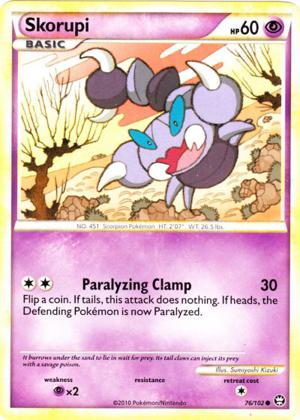 Skorupi
HP 60
BASIC
NO. 451 Scorpion Pokémon HT. 2'07" WT. 26.5 lbs.
Paralyzing Clamp 30
Flip a coin. If tails, this attack does nothing. If heads, the
Defending Pokémon is now Paralyzed.
Illus. Sumiyoshi Kizuki
It burrows under the sand to lie in wait for prey. Its tail claws can inject its prey
with a savage poison.
weakness resistance retreat cost
×2
©2010 Pokémon/Nintendo 76/102